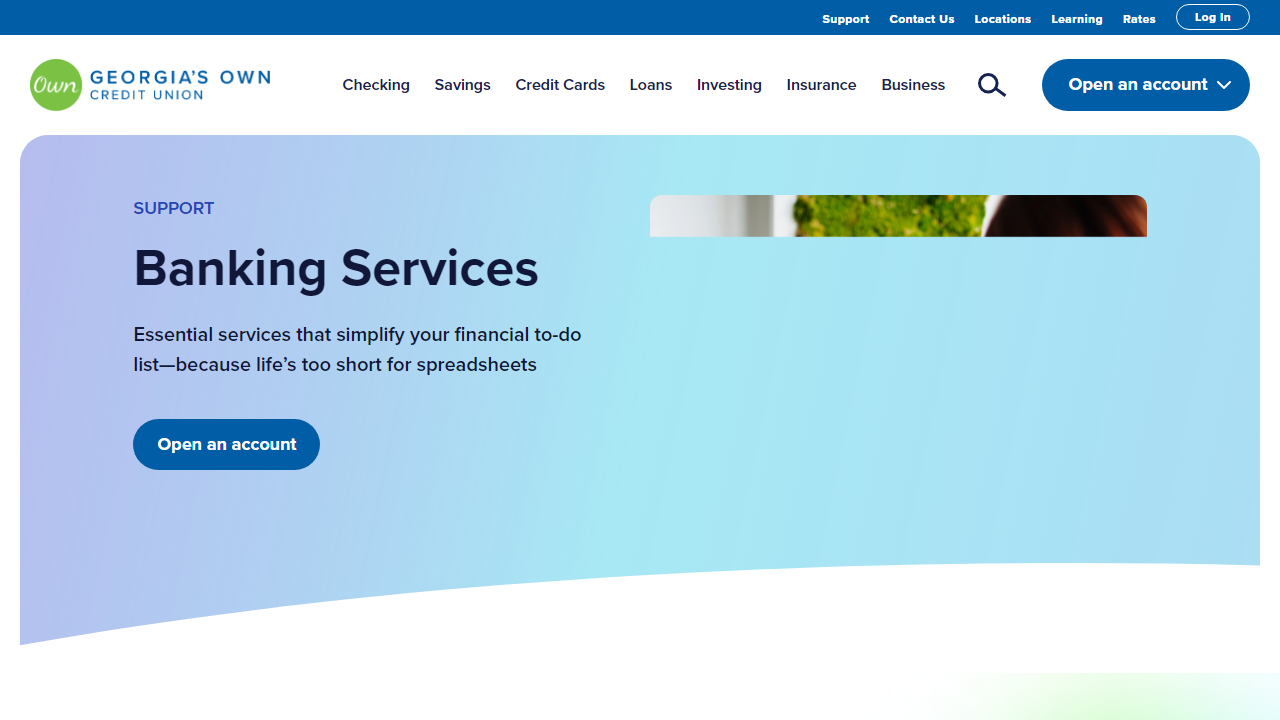 Support Contact Us Locations Learning Rates Log In
Own GEORGIA'S OWN
CREDIT UNION
Checking Savings Credit Cards Loans Investing Insurance Business Open an account
SUPPORT
Banking Services
Essential services that simplify your financial to-do
list—because life’s too short for spreadsheets
Open an account